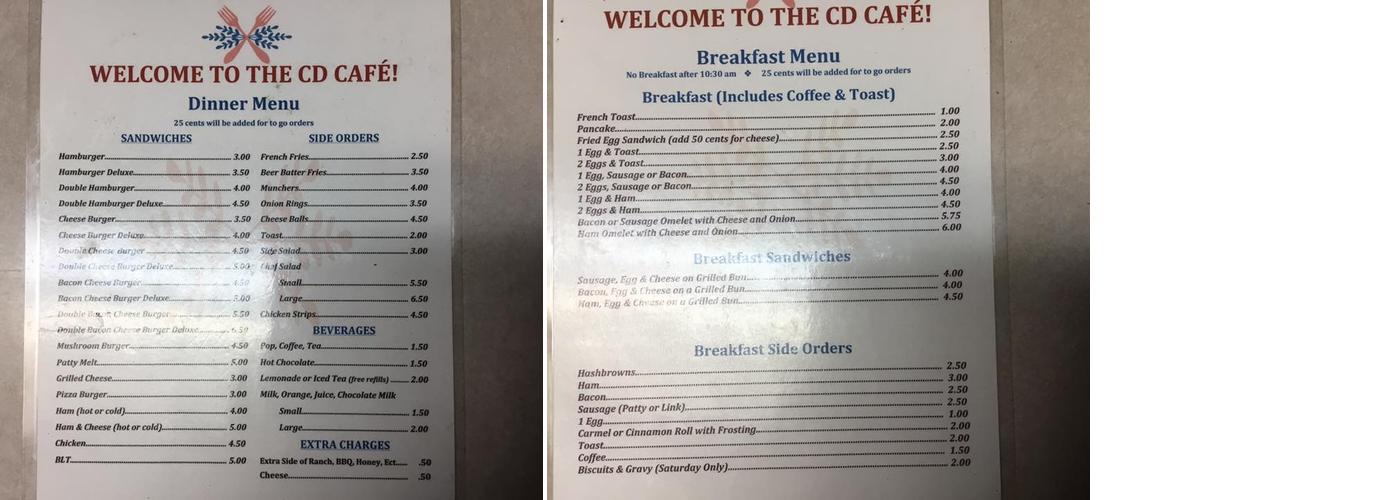 WELCOME TO THE CD CAFÉ!
Dinner Menu
25 cents will be added for to go orders
SANDWICHES
Hamburger 3.00
Hamburger Deluxe 3.50
Double Hamburger 4.00
Double Hamburger Deluxe 4.50
Cheese Burger 3.50
Cheese Burger Deluxe 4.00
Double Cheese Burger 4.50
Double Cheese Burger Deluxe 5.00
Bacon Cheese Burger 4.50
Bacon Cheese Burger Deluxe 5.00
Double Bacon Cheese Burger 5.50
Double Bacon Cheese Burger Deluxe 6.50
Mushroom Burger 4.50
Patty Melt 5.00
Grilled Cheese 3.00
Pizza Burger 3.00
Ham (hot or cold) 4.00
Ham & Cheese (hot or cold) 5.00
Chicken 4.50
BLT 5.00
SIDE ORDERS
French Fries 2.50
Beer Batter Fries 3.50
Munchers 4.00
Onion Rings 3.50
Cheese Balls 4.50
Toast 2.00
Side Salad 3.00
Chef Salad
Small 5.50
Large 6.50
Chicken Strips 4.50
BEVERAGES
Pop, Coffee, Tea 1.50
Hot Chocolate 1.50
Lemonade or Iced Tea (free refills) 2.00
Milk, Orange, Juice, Chocolate Milk
Small 1.50
Large 2.00
EXTRA CHARGES
Extra Side of Ranch, BBQ, Honey, Ect. .50
Cheese .50
WELCOME TO THE CD CAFÉ!
Breakfast Menu
No Breakfast after 10:30 am ❖ 25 cents will be added for to go orders
Breakfast (Includes Coffee & Toast)
French Toast 1.00
Pancake 2.00
Fried Egg Sandwich (add 50 cents for cheese) 2.50
1 Egg & Toast 2.50
2 Eggs & Toast 3.00
1 Egg, Sausage or Bacon 4.00
2 Eggs, Sausage or Bacon 4.50
1 Egg & Ham 4.00
2 Eggs & Ham 4.50
Bacon or Sausage Omelet with Cheese and Onion 5.75
Ham Omelet with Cheese and Onion 6.00
Breakfast Sandwiches
Sausage, Egg & Cheese on Grilled Bun 4.00
Bacon, Egg & Cheese on Grilled Bun 4.00
Ham, Egg & Cheese on a Grilled Bun 4.50
Breakfast Side Orders
Hashbrowns 2.50
Ham 3.00
Bacon 2.50
Sausage (Patty or Link) 2.50
1 Egg 1.00
Carmel or Cinnamon Roll with Frosting 2.00
Toast 2.00
Coffee 1.50
Biscuits & Gravy (Saturday Only) 2.00